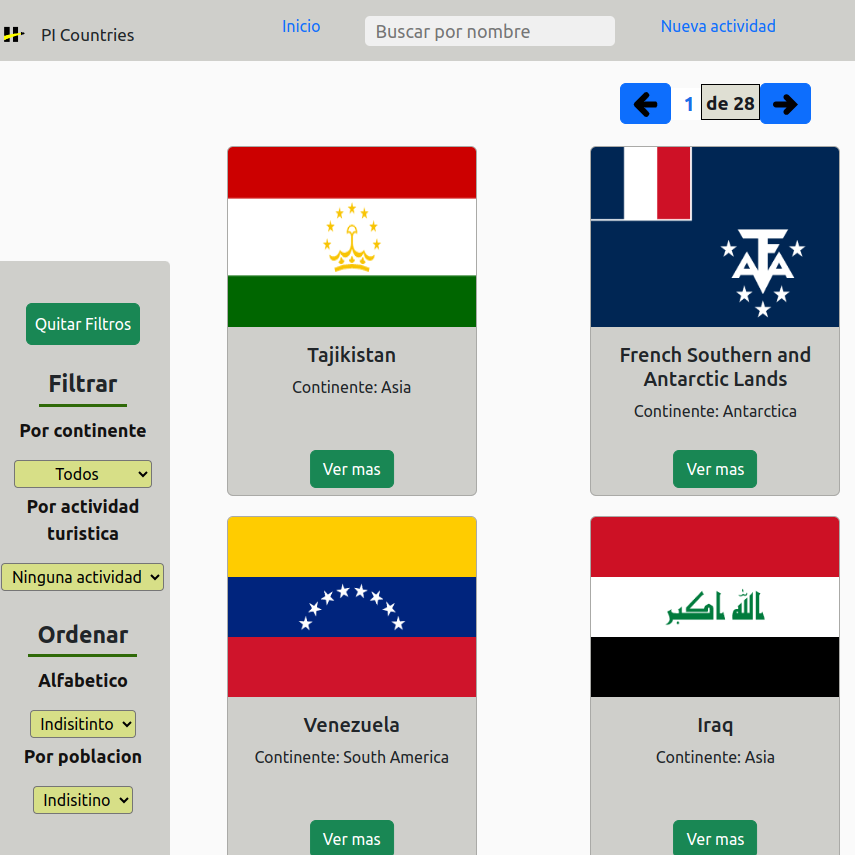 PI Countries
Inicio
Buscar por nombre
Nueva actividad
1 de 28
Quitar Filtros
Filtrar
Por continente
Todos
Por actividad
turistica
Ninguna actividad
Ordenar
Alfabetico
Indisitinto
Por poblacion
Indisitino
Tajikistan
Continente: Asia
Ver mas
TAAF
French Southern and
Antarctic Lands
Continente: Antarctica
Ver mas
Venezuela
Continente: South America
Ver mas
الله اكبر
Iraq
Continente: Asia
Ver mas